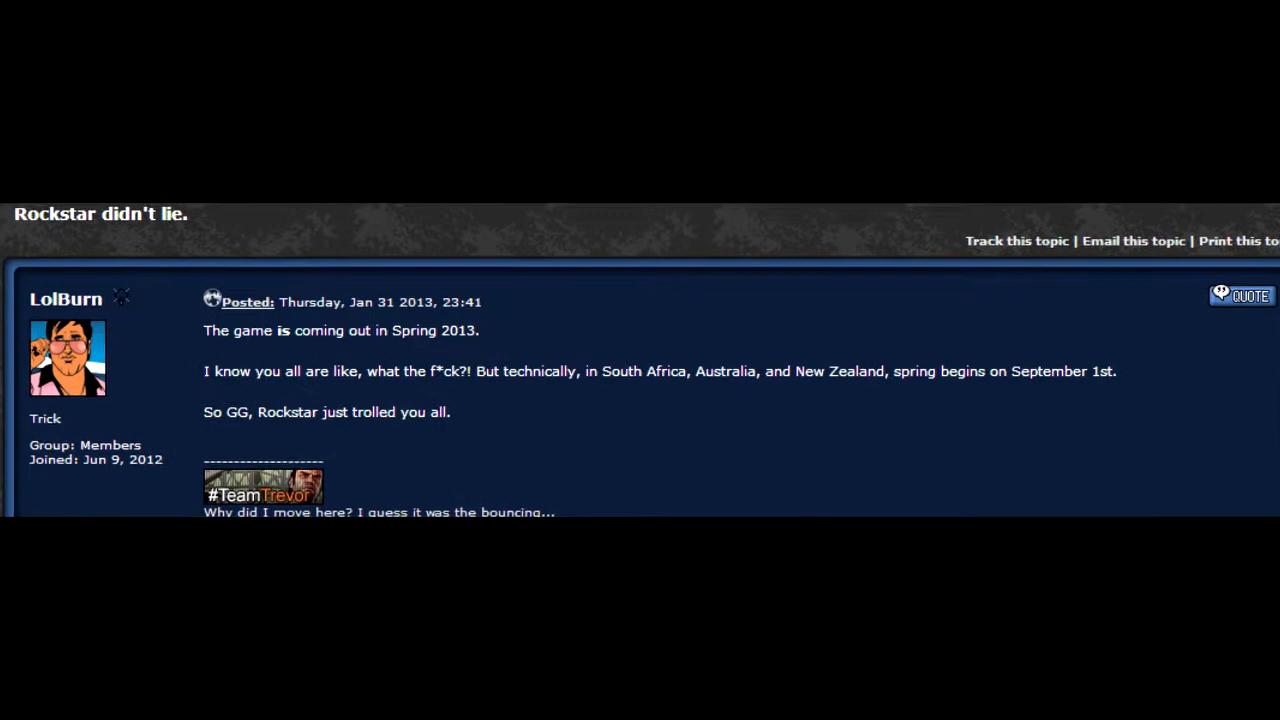 Rockstar didn't lie.
Track this topic | Email this topic | Print this to
LolBurn
Posted: Thursday, Jan 31 2013, 23:41
QUOTE
The game is coming out in Spring 2013.
I know you all are like, what the f*ck?! But technically, in South Africa, Australia, and New Zealand, spring begins on September 1st.
So GG, Rockstar just trolled you all.
Trick
Group: Members
Joined: Jun 9, 2012
--------------------
#TeamTrevor
Why did I move here? I guess it was the bouncing...